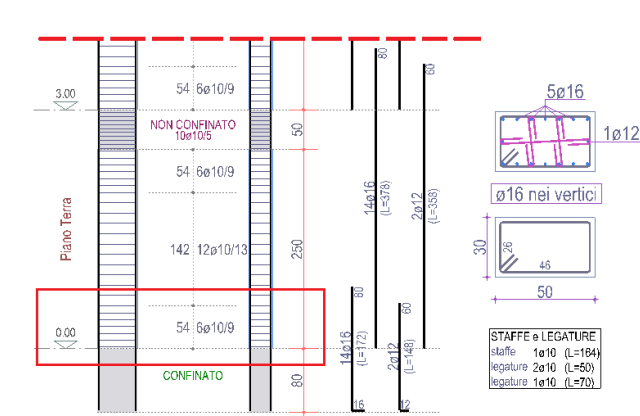 3.00
54 6ø10/9
NON CONFINATO
10ø10/5
50
54 6ø10/9
Piano Terra
142 12ø10/13
250
54 6ø10/9
0.00
CONFINATO
80
80
60
14ø16
(L=378)
2ø12
(L=358)
80
60
14ø16
(L=172)
2ø12
(L=148)
16
12
5ø16
1ø12
ø16 nei vertici
30
26
46
50
STAFFE e LEGATURE
staffe 1ø10 (L=164)
legature 2ø10 (L=50)
legature 1ø10 (L=70)